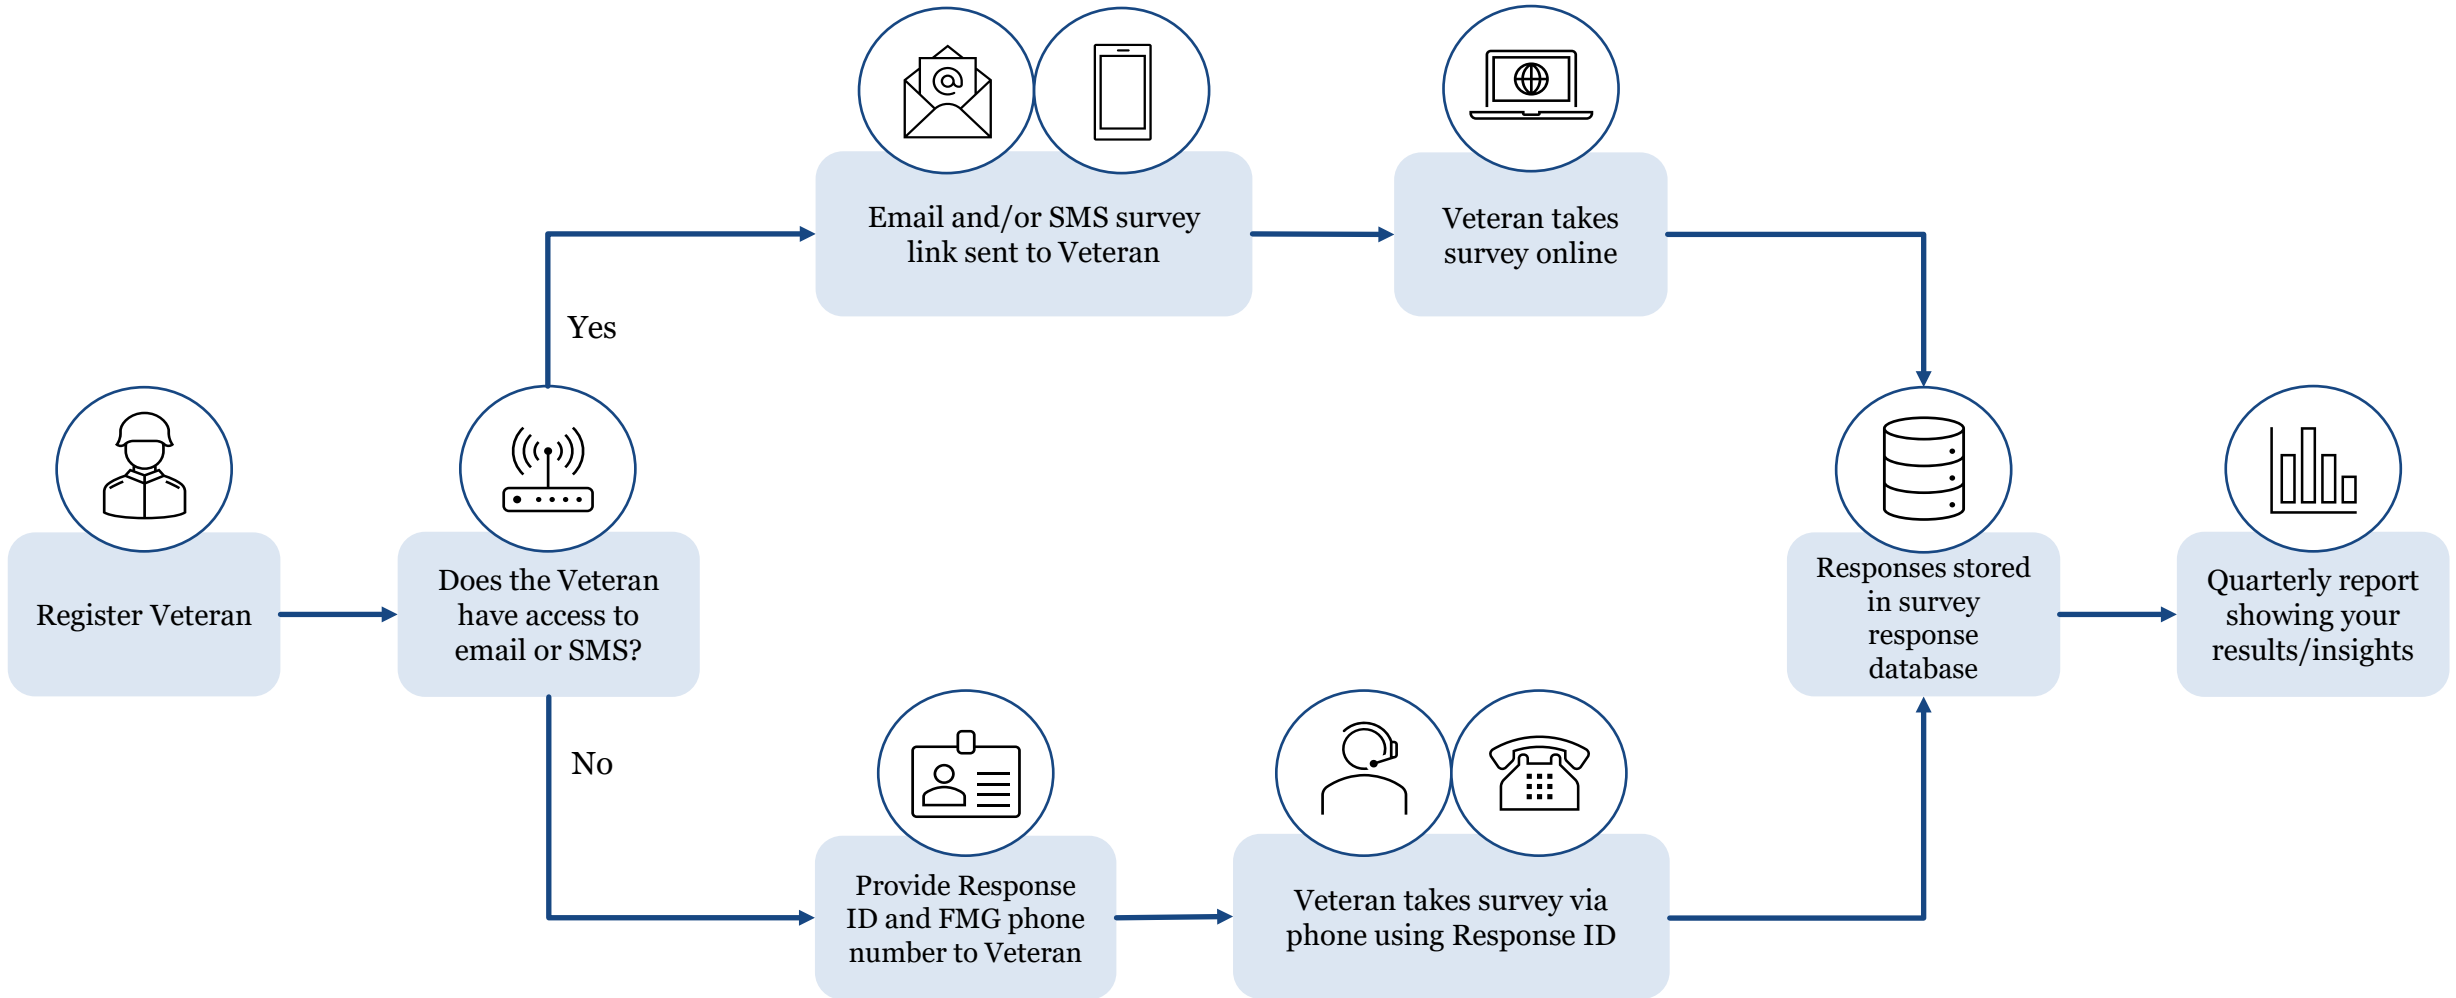 Email and/or SMS survey
link sent to Veteran
Veteran takes
survey online
Yes
Register Veteran
Does the Veteran
have access to
email or SMS?
Responses stored
in survey
response
database
Quarterly report
showing your
results/insights
No
Provide Response
ID and FMG phone
number to Veteran
Veteran takes survey via
phone using Response ID